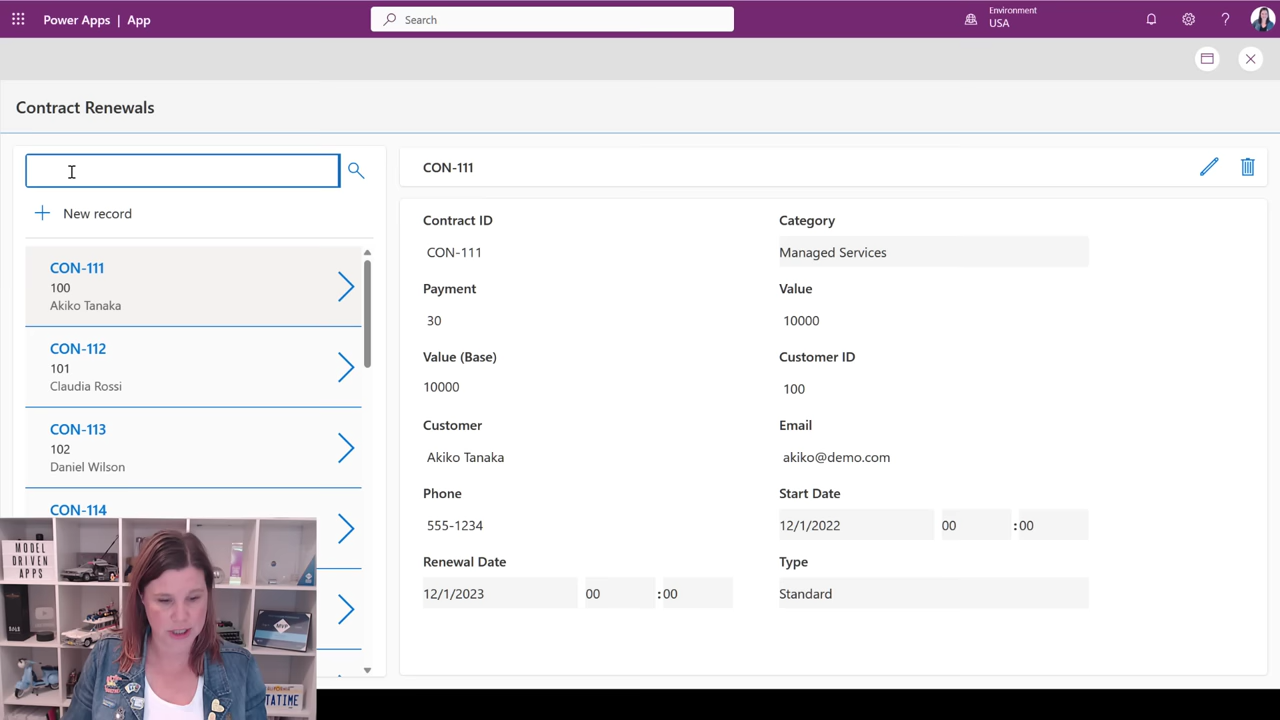 Power Apps | App
Search
Environment
USA
Contract Renewals
New record
CON-111
100
Akiko Tanaka
CON-112
101
Claudia Rossi
CON-113
102
Daniel Wilson
CON-114
CON-111
Contract ID
CON-111
Category
Managed Services
Payment
30
Value
10000
Value (Base)
10000
Customer ID
100
Customer
Akiko Tanaka
Email
akiko@demo.com
Phone
555-1234
Start Date
12/1/2022 00 :00
Renewal Date
12/1/2023 00 :00
Type
Standard
MODEL
DRIVEN
APPS
MVP